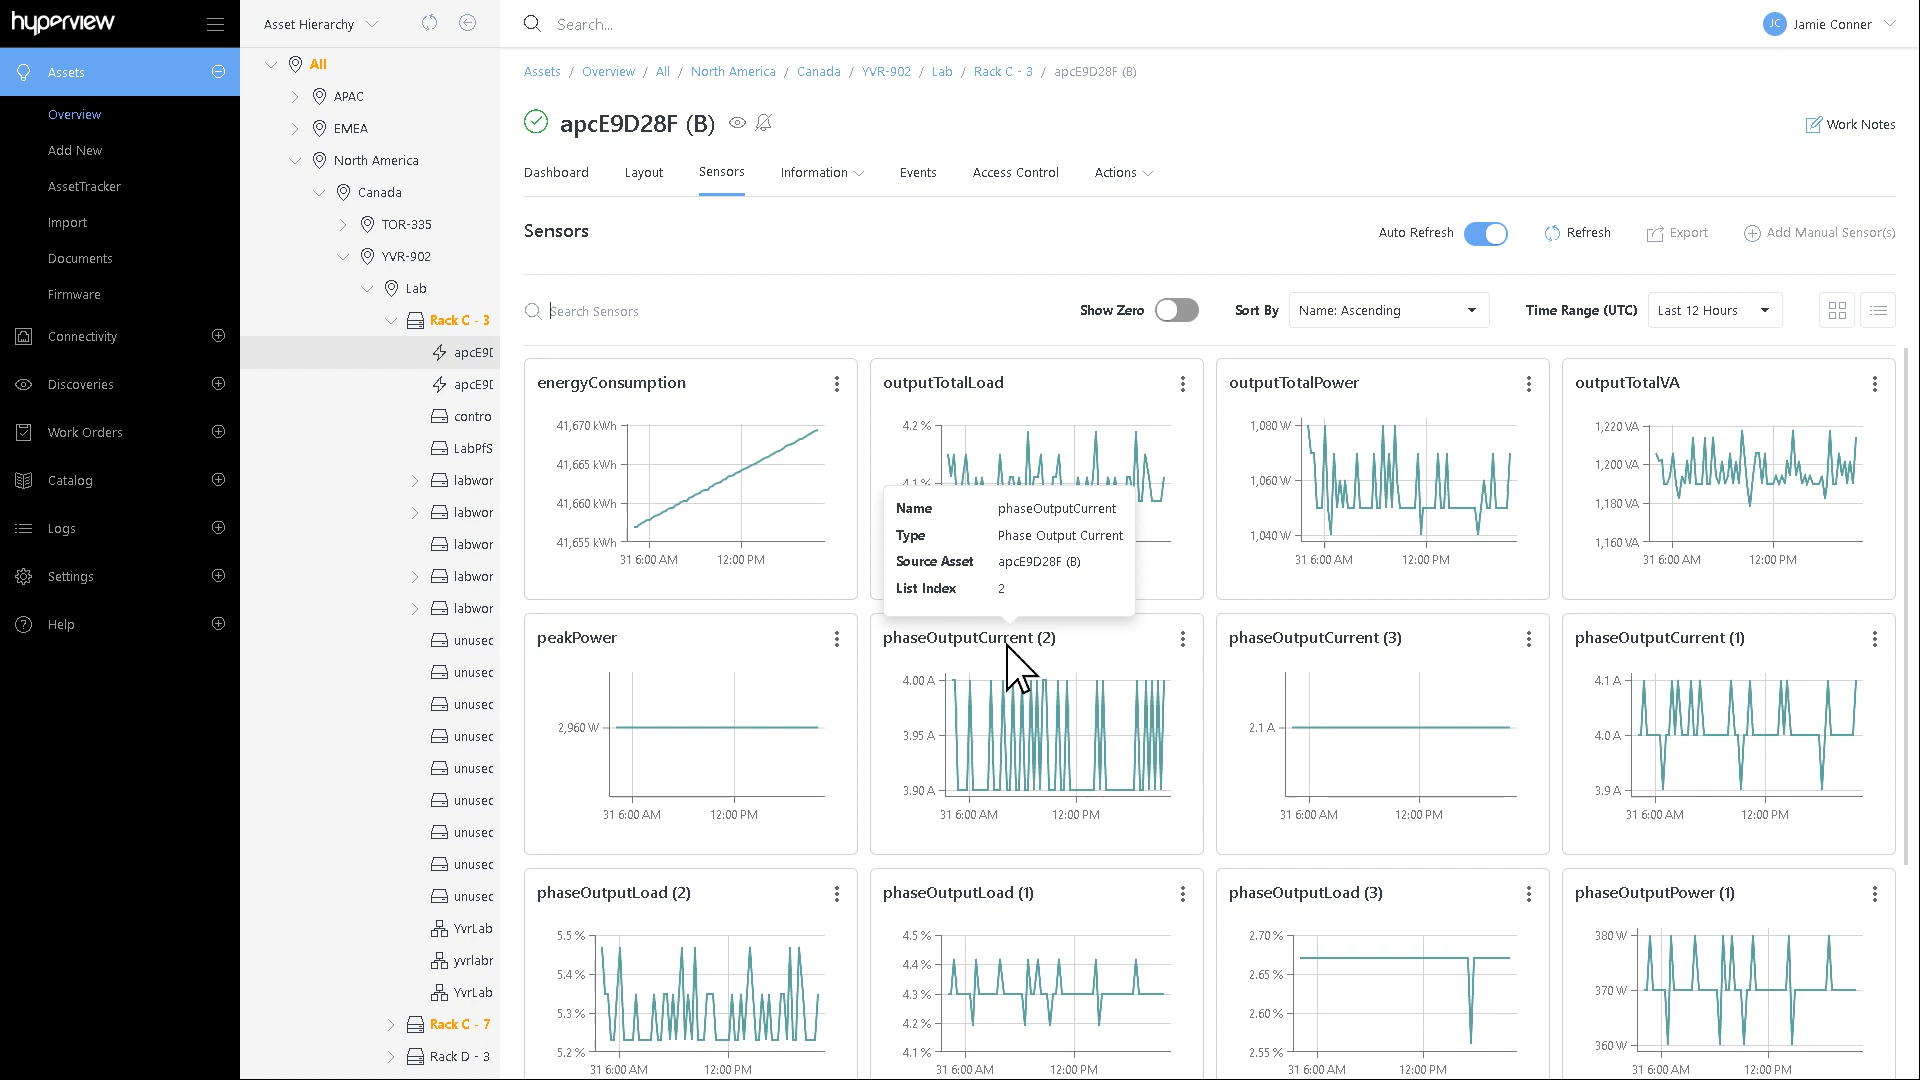 hyperview
Asset Hierarchy
Search...
JC
Jamie Conner
Assets
Overview
Add New
AssetTracker
Import
Documents
Firmware
Connectivity
Discoveries
Work Orders
Catalog
Logs
Settings
Help
All
APAC
EMEA
North America
Canada
TOR-335
YVR-902
Lab
Rack C - 3
apcE9D
apcE9D
contro
LabPfS
labwor
labwor
labwor
labwor
labwor
unused
unused
unused
unused
unused
unused
unused
unused
unused
YvrLab
yvrlabr
YvrLab
Rack C - 7
Rack D - 3
Assets / Overview / All / North America / Canada / YVR-902 / Lab / Rack C - 3 / apcE9D28F (B)
apcE9D28F (B)
Work Notes
Dashboard Layout Sensors Information Events Access Control Actions
Sensors
Auto Refresh Refresh Export Add Manual Sensor(s)
Search Sensors
Show Zero Sort By Name: Ascending Time Range (UTC) Last 12 Hours
energyConsumption
41,670 kWh
41,665 kWh
41,660 kWh
41,655 kWh
31 6:00 AM 12:00 PM
outputTotalLoad
4.2 %
4.1 %
outputTotalPower
1,080 W
1,060 W
1,040 W
31 6:00 AM 12:00 PM
outputTotalVA
1,220 VA
1,200 VA
1,180 VA
1,160 VA
31 6:00 AM 12:00 PM
Name phaseOutputCurrent
Type Phase Output Current
Source Asset apcE9D28F (B)
List Index 2
peakPower
2,960 W
31 6:00 AM 12:00 PM
phaseOutputCurrent (2)
4.00 A
3.95 A
3.90 A
31 6:00 AM 12:00 PM
phaseOutputCurrent (3)
2.1 A
31 6:00 AM 12:00 PM
phaseOutputCurrent (1)
4.1 A
4.0 A
3.9 A
31 6:00 AM 12:00 PM
phaseOutputLoad (2)
5.5 %
5.4 %
5.3 %
5.2 %
31 6:00 AM 12:00 PM
phaseOutputLoad (1)
4.5 %
4.4 %
4.3 %
4.2 %
4.1 %
31 6:00 AM 12:00 PM
phaseOutputLoad (3)
2.70 %
2.65 %
2.60 %
2.55 %
31 6:00 AM 12:00 PM
phaseOutputPower (1)
380 W
370 W
360 W
31 6:00 AM 12:00 PM